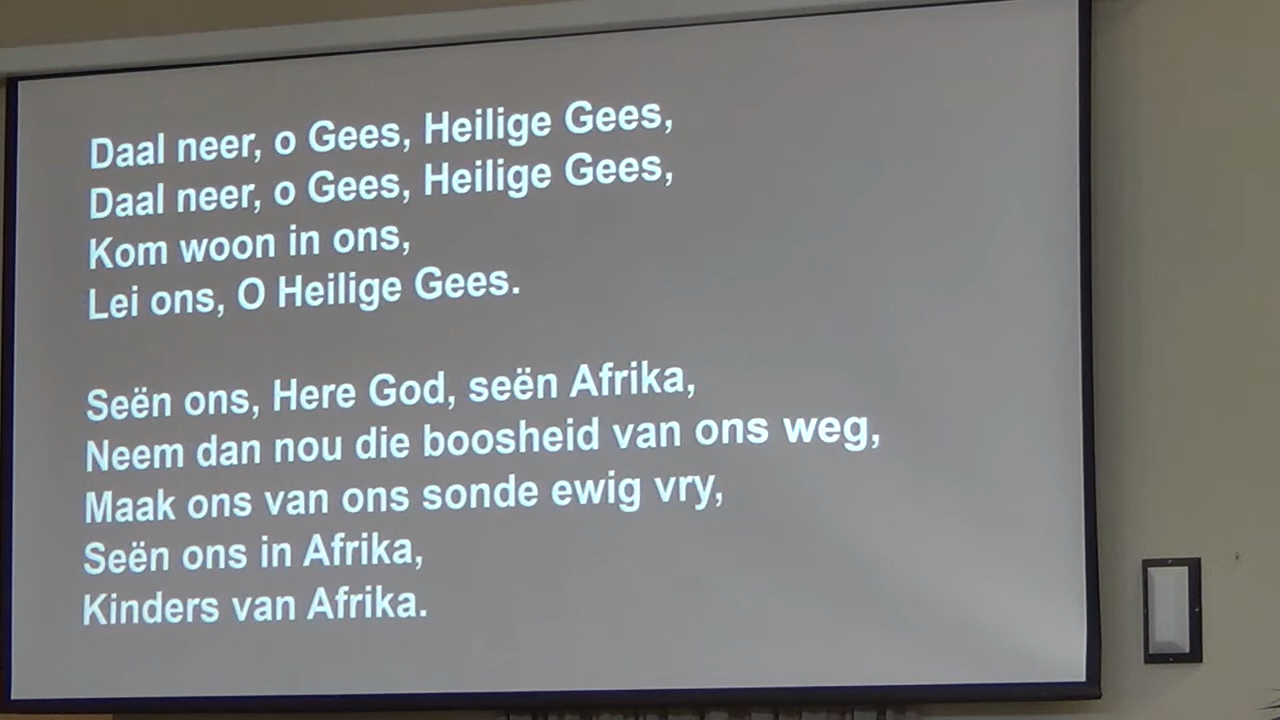 Daal neer, o Gees, Heilige Gees,
Daal neer, o Gees, Heilige Gees,
Kom woon in ons,
Lei ons, O Heilige Gees.
Seën ons, Here God, seën Afrika,
Neem dan nou die boosheid van ons weg,
Maak ons van ons sonde ewig vry,
Seën ons in Afrika,
Kinders van Afrika.